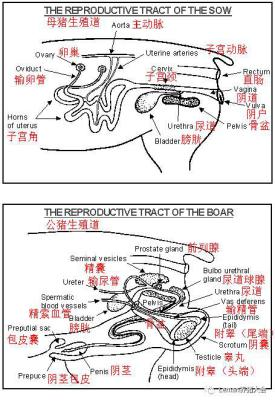 THE REPRODUCTIVE TRACT OF THE SOW
母猪生殖道
Aorta 主动脉
Ovary 卵巢
Uterine arteries 子宫动脉
Oviduct
输卵管
Cervix
子宫颈
Rectum
直肠
Vagina
阴道
Vulva
阴户
Horns
of uterus
子宫角
Urethra 尿道
Pelvis 骨盆
Bladder 膀胱
THE REPRODUCTIVE TRACT OF THE BOAR
公猪生殖道
Prostate gland 前列腺
Seminal vesicles
精囊
Bulbo urethral
gland 尿道球腺
Ureter 输尿管
Urethra 尿道
Spermatic
blood vessels
精索血管
Pelvis
骨盆
Vas deferens
输精管
Bladder
膀胱
Epididymis
(tail)
附睾（尾端）
Preputial sac
包皮囊
Scrotum 阴囊
Testicle 睾丸
Penis 阴茎
Prepuce
阴茎包皮
Epididymis
(head)
附睾（头端）